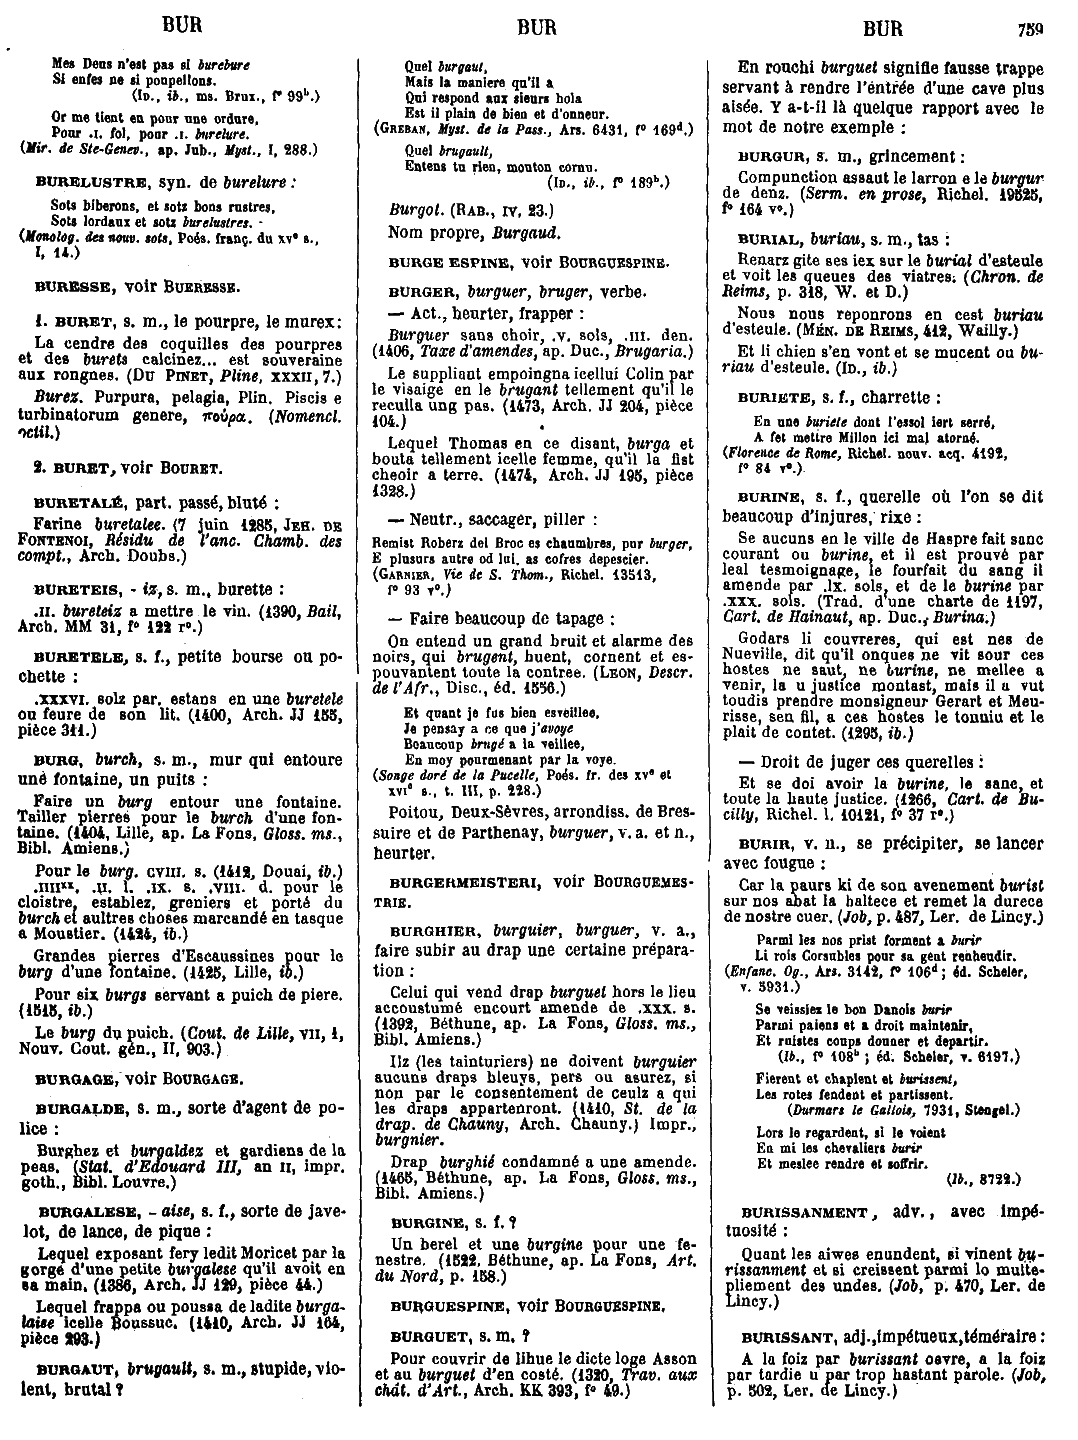 BUR
BUR
BUR
759
Mes Deus n'est pas si burebure
Si enfes ne si poupellons.
(ID., ib., ms. Brux., f° 99ᵇ.)
Or me tient en pour une ordure,
Pour .I. fol, pour .I. burelure.
(Mir. de Ste-Genev., ap. Jub., Myst., I, 288.)
BURELUSTRE, syn. de burelure :
Sots biberons, et sotz bons rustres,
Sots lordaux et sotz burelustres.
(Monolog. des nouv. sots, Poés. franç. du XVᵉ s.,
I, 14.)
BURESSE, voir BUERESSE.
1. BURET, s. m., le pourpre, le murex :
La cendre des coquilles des pourpres
et des burets calcinez... est souveraine
aux rongnes. (DU PINET, Pline, XXXII, 7.)
Burez. Purpura, pelagia, Plin. Piscis e
turbinatorum genere, πούρα. (Nomencl.
octil.)
2. BURET, voir BOURET.
BURETALÉ, part. passé, bluté :
Farine buretalee. (7 juin 1285, JEH. DE
FONTENOI, Résidu de l'anc. Chamb. des
compt., Arch. Doubs.)
BURETEIS, - iz, s. m., burette :
.II. bureteiz a mettre le vin. (1390, Bail,
Arch. MM 31, f° 122 r°.)
BURETELE, s. f., petite bourse ou po-
chette :
.XXXVI. solz par. estans en une buretele
ou feure de son lit. (1400, Arch. JJ 155,
pièce 311.)
BURG, burch, s. m., mur qui entoure
une fontaine, un puits :
Faire un burg entour une fontaine.
Tailler pierres pour le burch d'une fon-
taine. (1404, Lille, ap. La Fons, Gloss. ms.,
Bibl. Amiens.)
Pour le burg. CVIII. s. (1412, Douai, ib.)
.IIIIˣˣ. .II. l. .IX. s. .VIII. d. pour le
cloistre, establez, greniers et porté du
burch et aultres choses marcandé en tasque
a Moustier. (1424, ib.)
Grandes pierres d'Escaussines pour le
burg d'une fontaine. (1425, Lille, ib.)
Pour six burgs servant a puich de piere.
(1515, ib.)
Le burg du puich. (Cout. de Lille, VII, 1,
Nouv. Cout. gén., II, 903.)
BURGAGE, voir BOURGAGE.
BURGALDE, s. m., sorte d'agent de po-
lice :
Burghez et burgaldez et gardiens de la
peas. (Stat. d'Edouard III, an II, impr.
goth., Bibl. Louvre.)
BURGALESE, - aise, s. f., sorte de jave-
lot, de lance, de pique :
Lequel exposant fery ledit Moricet par la
gorge d'une petite burgalese qu'il avoit en
sa main. (1386, Arch. JJ 129, pièce 44.)
Lequel frappa ou poussa de ladite burga-
laise icelle Boussuc. (1410, Arch. JJ 164,
pièce 293.)
BURGAUT, brugault, s. m., stupide, vio-
lent, brutal ?
Quel burgaut,
Mais la maniere qu'il a
Qui respond aux sieurs hola
Est il plain de bien et d'onneur.
(GREBAN, Myst. de la Pass., Ars. 6431, f° 169ᵈ.)
Quel brugault,
Entens tu rien, mouton cornu.
(ID., ib., f° 189ᵇ.)
Burgot. (RAB., IV, 23.)
Nom propre, Burgaud.
BURGE ESPINE, voir BOURGUESPINE.
BURGER, burguer, bruger, verbe.
— Act., heurter, frapper :
Burguer sans choir, .V. sols, .III. den.
(1406, Taxe d'amendes, ap. Duc., Brugaria.)
Le suppliant empoingna icellui Colin par
le visaige en le brugant tellement qu'il le
reculla ung pas. (1473, Arch. JJ 204, pièce
104.)
Lequel Thomas en ce disant, burga et
bouta tellement icelle femme, qu'il la fist
cheoir a terre. (1474, Arch. JJ 195, pièce
1328.)
— Neutr., saccager, piller :
Remist Roberz del Broc es chaumbres, pur burger,
E plusurs autre od lui, as cofres depescier.
(GARNIER, Vie de S. Thom., Richel. 13513,
f° 93 v°.)
— Faire beaucoup de tapage :
On entend un grand bruit et alarme des
noirs, qui brugent, huent, cornent et es-
pouvantent toute la contree. (LEON, Descr.
de l'Afr., Disc., éd. 1556.)
Et quant je fus bien esveillee,
Je pensay a ce que j'avoye
Beaucoup brugé a la veillee,
En moy pourmenant par la voye.
(Songe doré de la Pucelle, Poés. fr. des XVᵉ et
XVIᵉ s., t. III, p. 228.)
Poitou, Deux-Sèvres, arrondiss. de Bres-
suire et de Parthenay, burguer, v. a. et n.,
heurter.
BURGERMEISTERI, voir BOURGUEMES-
TRIE.
BURGHIER, burguier, burguer, v. a.,
faire subir au drap une certaine prépara-
tion :
Celui qui vend drap burguet hors le lieu
accoustumé encourt amende de .XXX. s.
(1392, Béthune, ap. La Fons, Gloss. ms.,
Bibl. Amiens.)
Ilz (les tainturiers) ne doivent burguier
aucuns draps bleuys, pers ou asurez, si
non par le consentement de ceulz a qui
les draps appartenront. (1410, St. de la
drap. de Chauny, Arch. Chauny.) Impr.,
burgnier.
Drap burghié condamné a une amende.
(1465, Béthune, ap. La Fons, Gloss. ms.,
Bibl. Amiens.)
BURGINE, s. f. ?
Un berel et une burgine pour une fe-
nestre. (1522, Béthune, ap. La Fons, Art.
du Nord, p. 158.)
BURGUESPINE, voir BOURGUESPINE.
BURGUET, s. m. ?
Pour couvrir de lihue le dicte loge Asson
et au burguet d'en costé. (1320, Trav. aux
chât. d'Art., Arch. KK 393, f° 49.)
En rouchi burguet signifie fausse trappe
servant à rendre l'éntrée d'une cave plus
aisée. Y a-t-il là quelque rapport avec le
mot de notre exemple :
BURGUR, s. m., grincement :
Compunction assaut le larron e le burgur
de denz. (Serm. en prose, Richel. 19525,
f° 164 v°.)
BURIAL, buriau, s. m., tas :
Renarz gite ses iex sur le burial d'esteule
et voit les queues des viatres. (Chron. de
Reims, p. 318, W. et D.)
Nous nous reponrons en cest buriau
d'esteule. (MÉN. DE REIMS, 412, Wailly.)
Et li chien s'en vont et se mucent ou bu-
riau d'esteule. (ID., ib.)
BURIETE, s. f., charrette :
En une buriete dont l'essol iert serré,
A fet mettre Millon ici mal atorné.
(Florence de Rome, Richel. nouv. acq. 4192,
f° 84 v°.)
BURINE, s. f., querelle où l'on se dit
beaucoup d'injures, rixe :
Se aucuns en le ville de Haspre fait sanc
courant ou burine, et il est prouvé par
leal tesmoignage, le fourfait du sang il
amende par .IX. sols, et de le burine par
.XXX. sols. (Trad. d'une charte de 1197,
Cart. de Hainaut, ap. Duc., Burina.)
Godars li couvreres, qui est nes de
Nueville, dit qu'il onques ne vit sour ces
hostes ne saut, ne burine, ne mellee a
venir, la u justice montast, mais il a vut
toudis prendre monsigneur Gerart et Meu-
risse, sen fil, a ces hostes le tonniu et le
plait de contet. (1295, ib.)
— Droit de juger ces querelles :
Et se doi avoir la burine, le sanc, et
toute la haute justice. (1266, Cart. de Bu-
cilly, Richel. l. 10121, f° 37 r°.)
BURIR, v. n., se précipiter, se lancer
avec fougue :
Car la paurs ki de son avenement burist
sur nos abat la haltece et remet la durece
de nostre cuer. (Job, p. 487, Ler. de Lincy.)
Parmi les nos prist forment a burir
Li rois Corsubles pour sa gent renheudir.
(Enfanc. Og., Ars. 3142, f° 106ᵈ ; éd. Scheler,
v. 5931.)
Se veissiez le bon Danois burir
Parmi paiens et a droit maintenir,
Et ruistes coups donner et departir.
(Ib., f° 108ᵇ ; éd. Scheler, v. 6197.)
Fierent et chaplent et burissent,
Les rotes fendent et partissent.
(Durmars le Gallois, 7931, Stengel.)
Lors le regardent, si le voient
En mi les chevaliers burir
Et meslee rendre et soffrir.
(Ib., 8722.)
BURISSANMENT, adv., avec impé-
tuosité :
Quant les aiwes enundent, si vinent bu-
rissanment et si creissent parmi lo multe-
pliement des undes. (Job, p. 470, Ler. de
Lincy.)
BURISSANT, adj., impétueux, téméraire :
A la foiz par burissant oevre, a la foiz
par tardie u par trop hastant parole. (Job,
p. 502, Ler. de Lincy.)